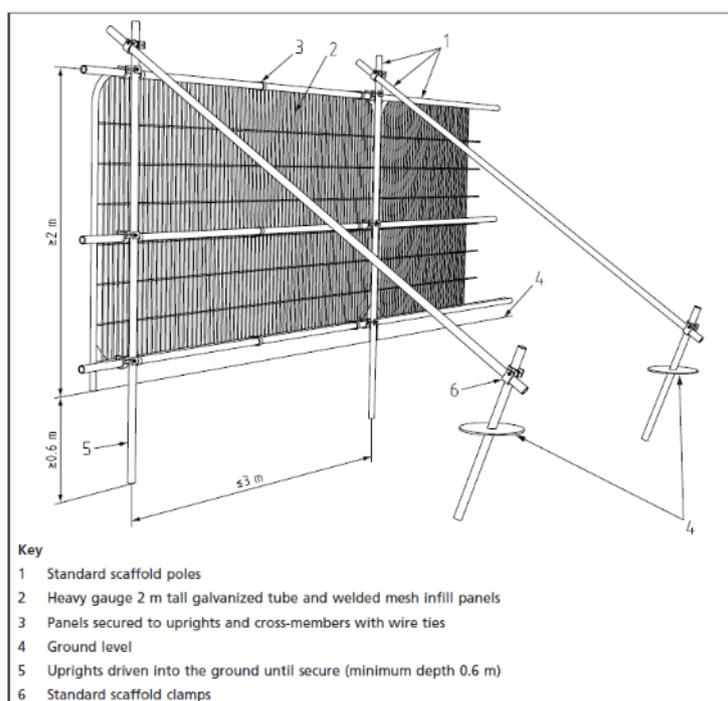 3
2
1
≥2 m
4
6
5
≥0.6 m
≤3 m
4
Key
1 Standard scaffold poles
2 Heavy gauge 2 m tall galvanized tube and welded mesh infill panels
3 Panels secured to uprights and cross-members with wire ties
4 Ground level
5 Uprights driven into the ground until secure (minimum depth 0.6 m)
6 Standard scaffold clamps